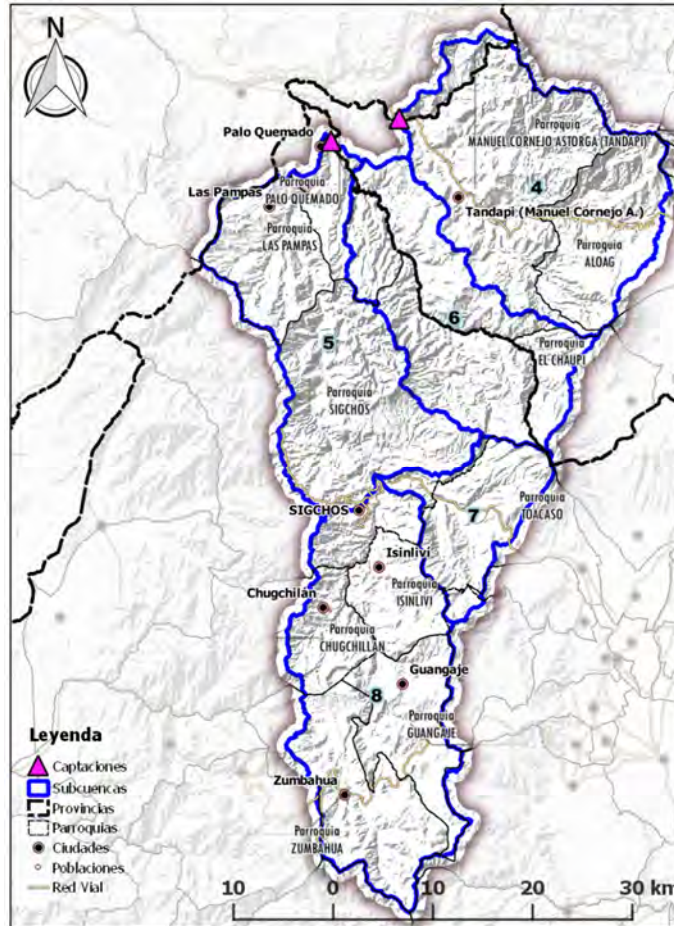 N
Parroquia
MANUEL CORNEJO ASTORGA (TANDAPI)
Palo Quemado
4
Las Pampas
Parroquia
PALO QUEMADO
Tandapi (Manuel Cornejo A.)
Parroquia
LAS PAMPAS
Parroquia
ALOAG
6
5
Parroquia
EL CHAUPI
Parroquia
SIGCHOS
Parroquia
TOACASO
SIGCHOS
7
Isinlivi
Parroquia
ISINLIVI
Chugchilán
Parroquia
CHUGCHILLAN
Guangaje
8
Parroquia
GUANGAJE
Zumbahua
Parroquia
ZUMBAHUA
Leyenda
Captaciones
Subcuencas
Provincias
Parroquias
Ciudades
Poblaciones
Red Vial
10 0 10 20 30 km